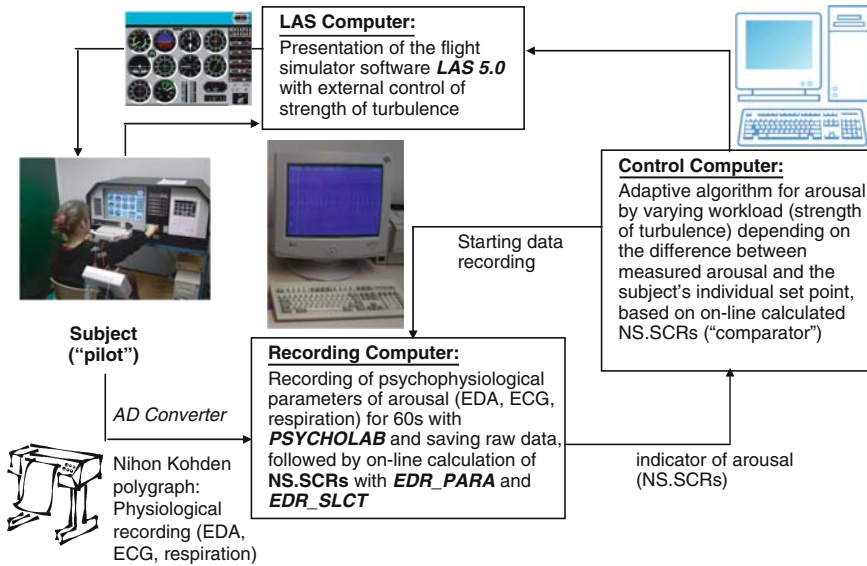 LAS Computer:
Presentation of the flight
simulator software LAS 5.0
with external control of
strength of turbulence
Control Computer:
Adaptive algorithm for arousal
by varying workload (strength
of turbulence) depending on
the difference between
measured arousal and the
subject's individual set point,
based on on-line calculated
NS.SCRs (“comparator”)
Starting data
recording
Subject
(“pilot”)
Recording Computer:
Recording of psychophysiological
parameters of arousal (EDA, ECG,
respiration) for 60s with
PSYCHOLAB and saving raw data,
followed by on-line calculation of
NS.SCRs with EDR_PARA and
EDR_SLCT
AD Converter
Nihon Kohden
polygraph:
Physiological
recording (EDA,
ECG, respiration)
indicator of arousal
(NS.SCRs)